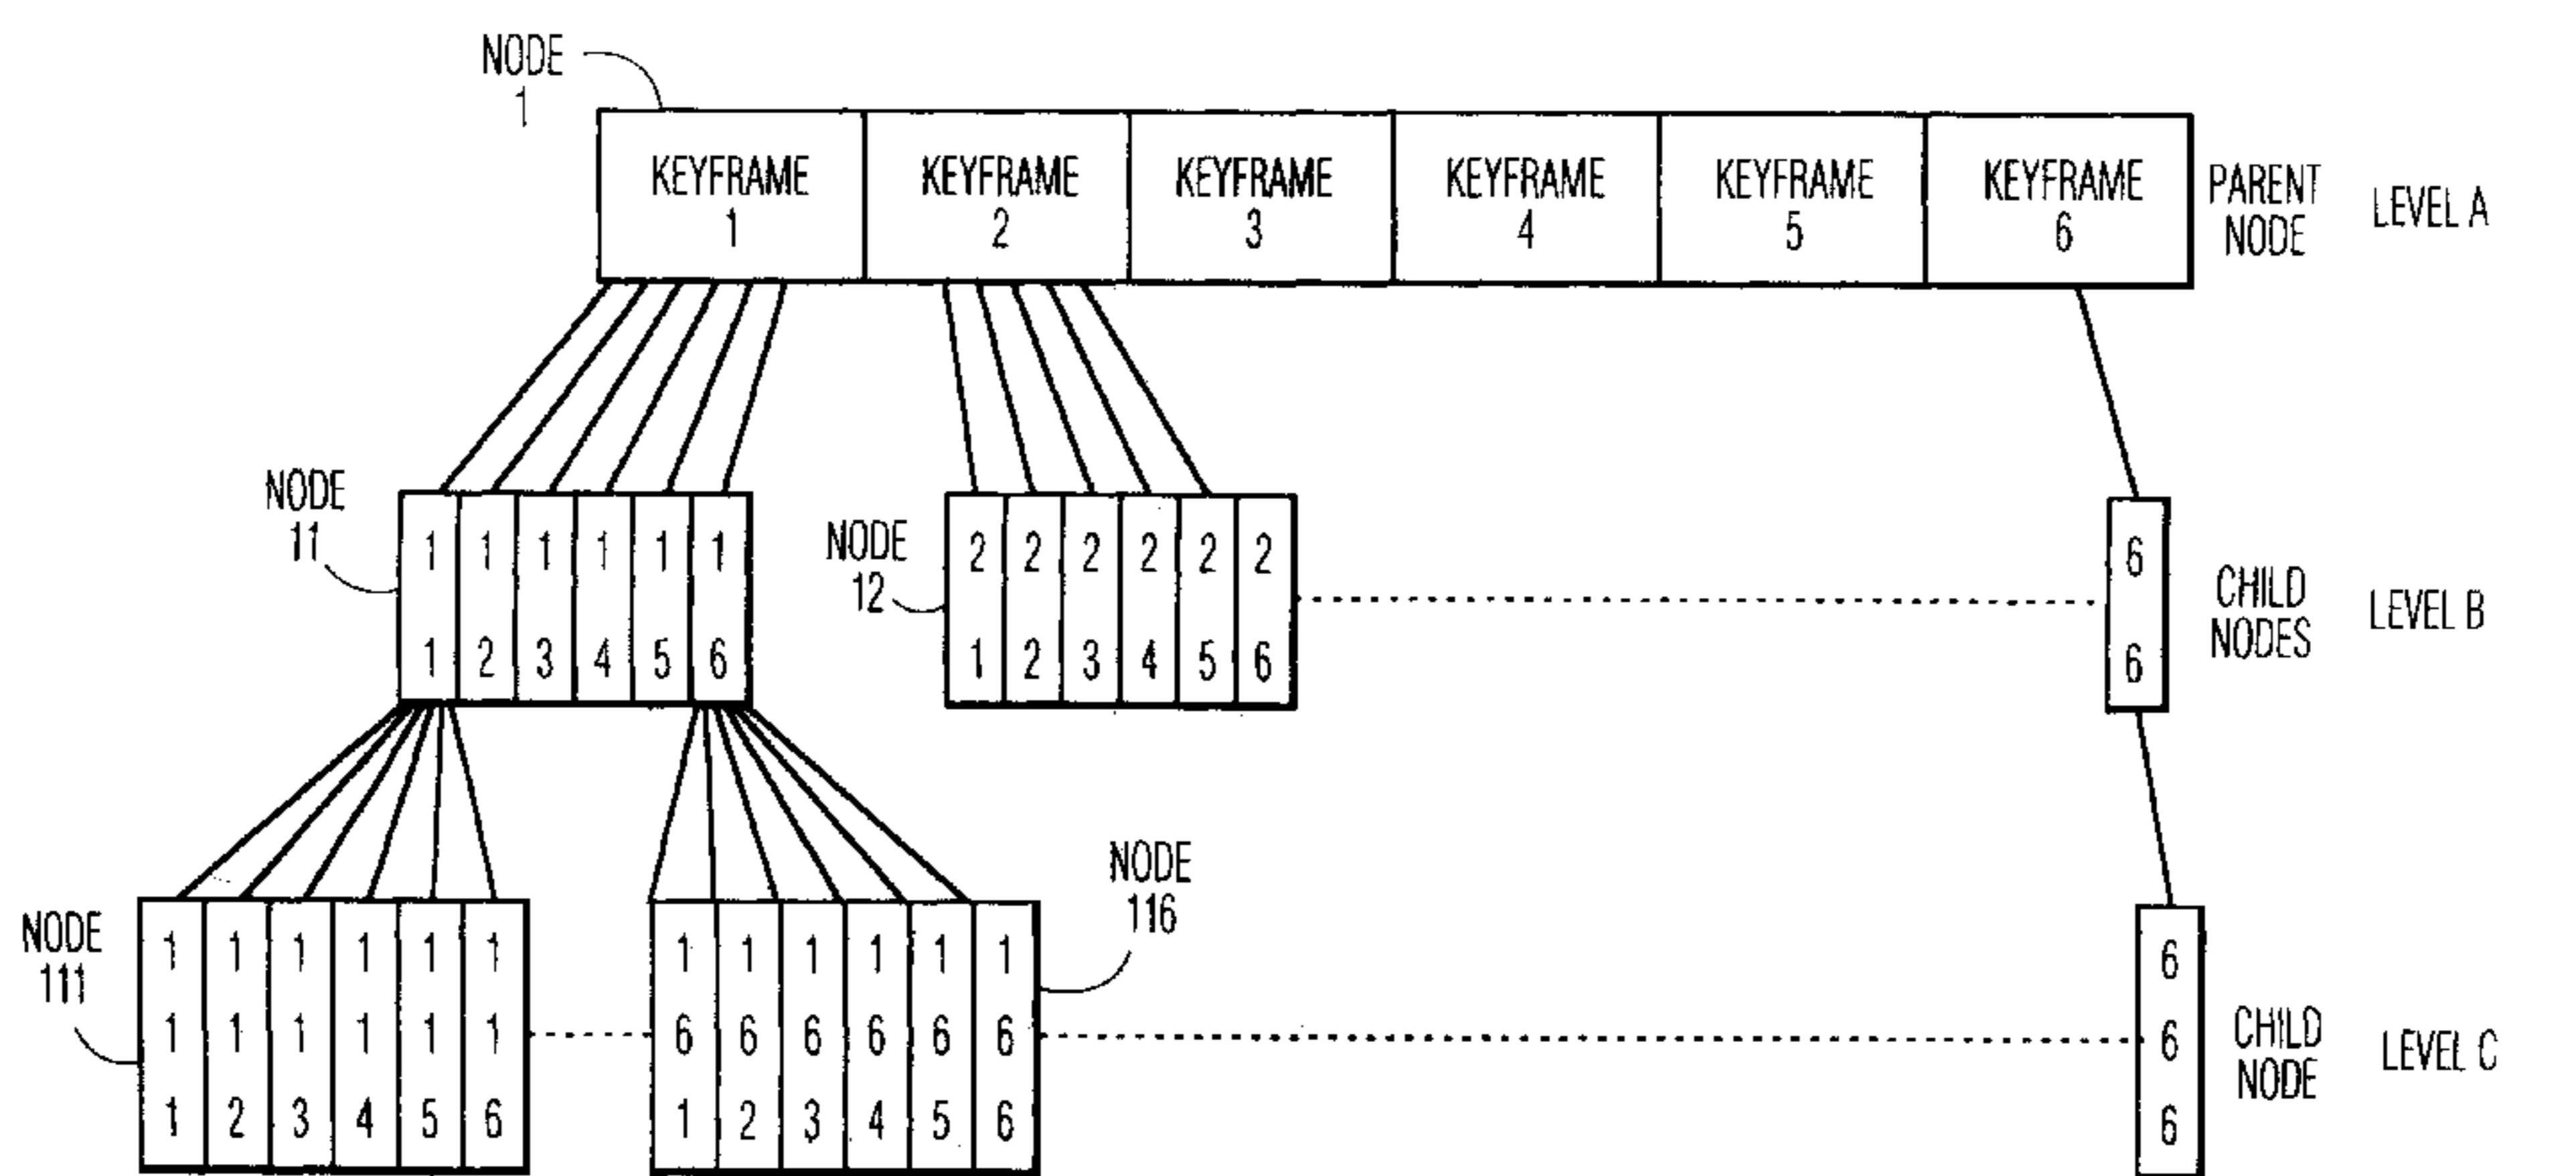 NODE
1
KEYFRAME KEYFRAME KEYFRAME KEYFRAME KEYFRAME KEYFRAME
1 2 3 4 5 6
PARENT
NODE
LEVEL A
NODE
11
1 1 1 1 1 1
1 2 3 4 5 6
NODE
12
2 2 2 2 2 2
1 2 3 4 5 6
6
6
CHILD
NODES
LEVEL B
NODE
111
1 1 1 1 1 1
1 1 1 1 1 1
1 2 3 4 5 6
NODE
116
1 1 1 1 1 1
6 6 6 6 6 6
1 2 3 4 5 6
6
6
6
CHILD
NODE
LEVEL C